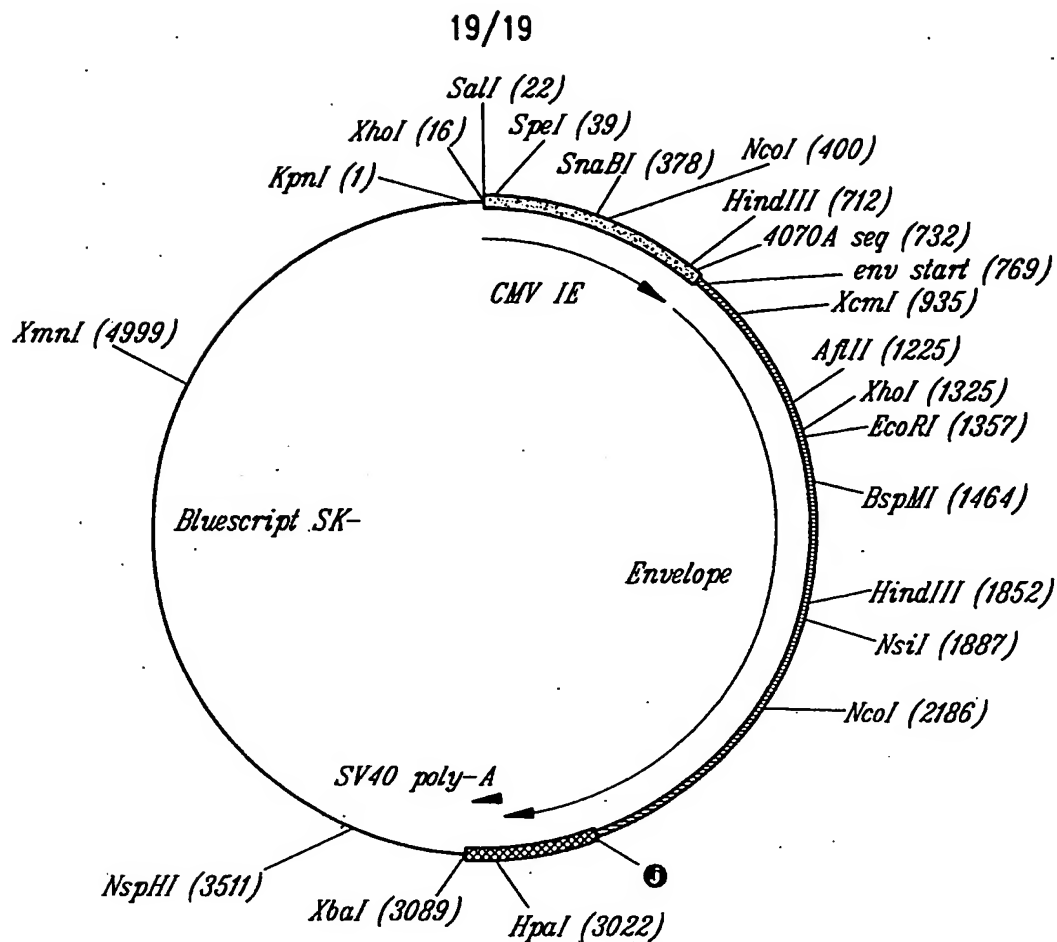 19/19
SalI (22)
XhoI (16)
SpeI (39)
KpnI (1)
SnaBI (378)
NcoI (400)
HindIII (712)
4070A seq (732)
env start (769)
CMV IE
XcmI (935)
XmnI (4999)
AflII (1225)
XhoI (1325)
EcoRI (1357)
BspMI (1464)
Bluescript SK-
Envelope
HindIII (1852)
NsiI (1887)
NcoI (2186)
SV40 poly-A
NspHI (3511)
XbaI (3089)
HpaI (3022)